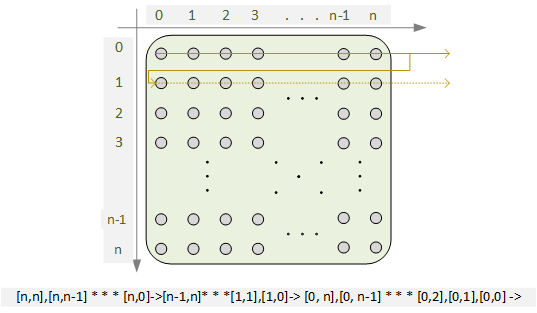 0 1 2 3 . . . n-1 n
0
1
2
3
n-1
n
[n,n],[n,n-1] * * * [n,0]->[n-1,n]* * *[1,1],[1,0]-> [0, n],[0, n-1] * * * [0,2],[0,1],[0,0] ->